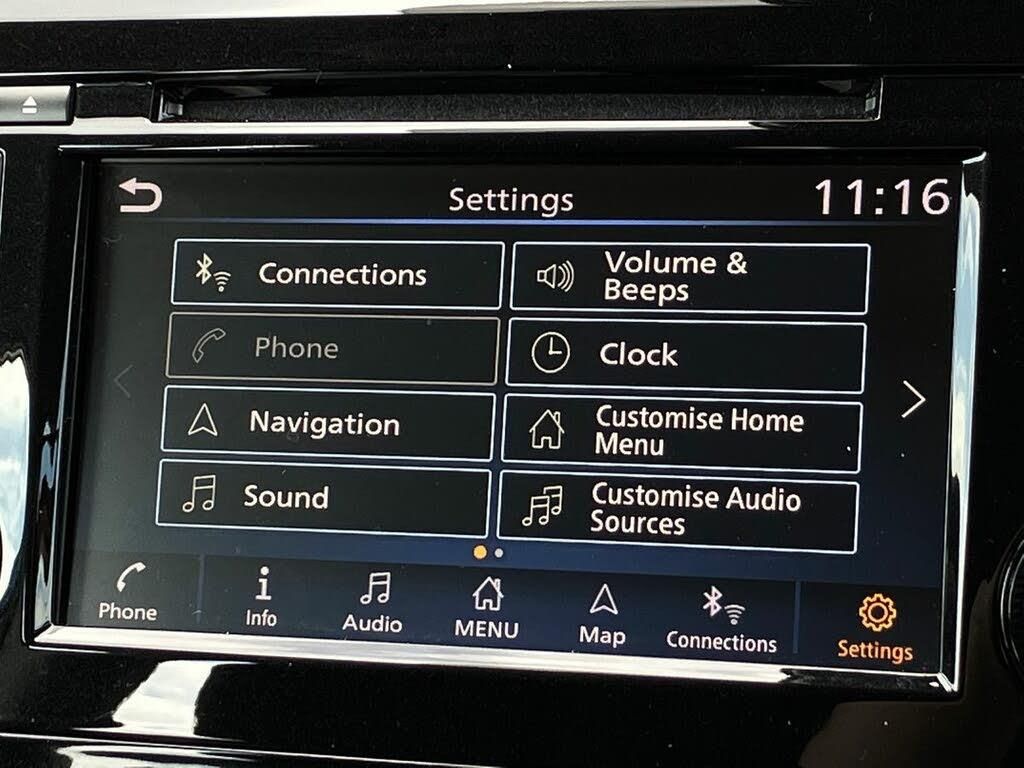 Settings
11:16
Connections
Volume &
Beeps
Phone
Clock
Navigation
Customise Home
Menu
Sound
Customise Audio
Sources
Phone
Info
Audio
MENU
Map
Connections
Settings